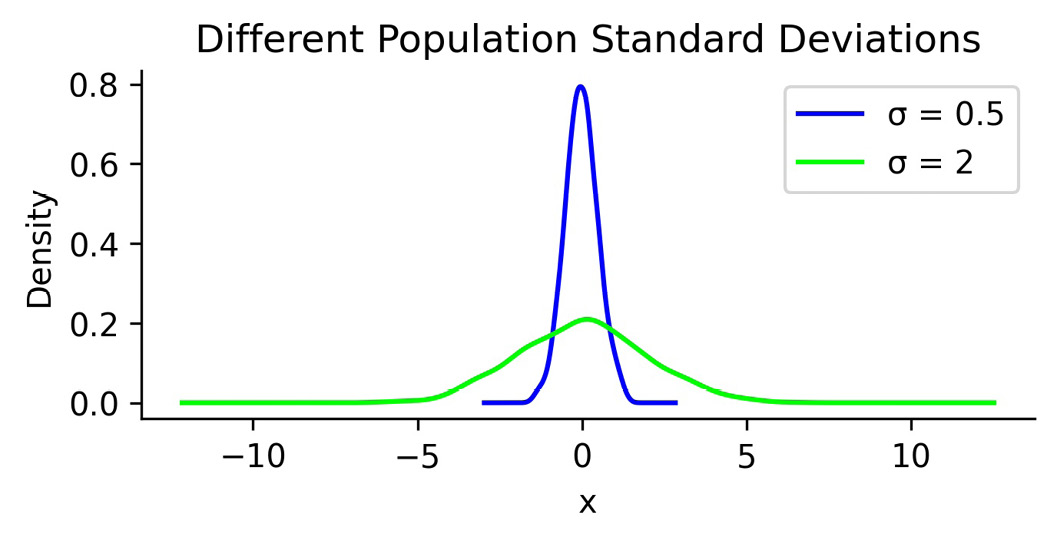 Different Population Standard Deviations
0.8
0.6
0.4
0.2
0.0
Density
σ = 0.5
σ = 2
−10
−5
0
5
10
x